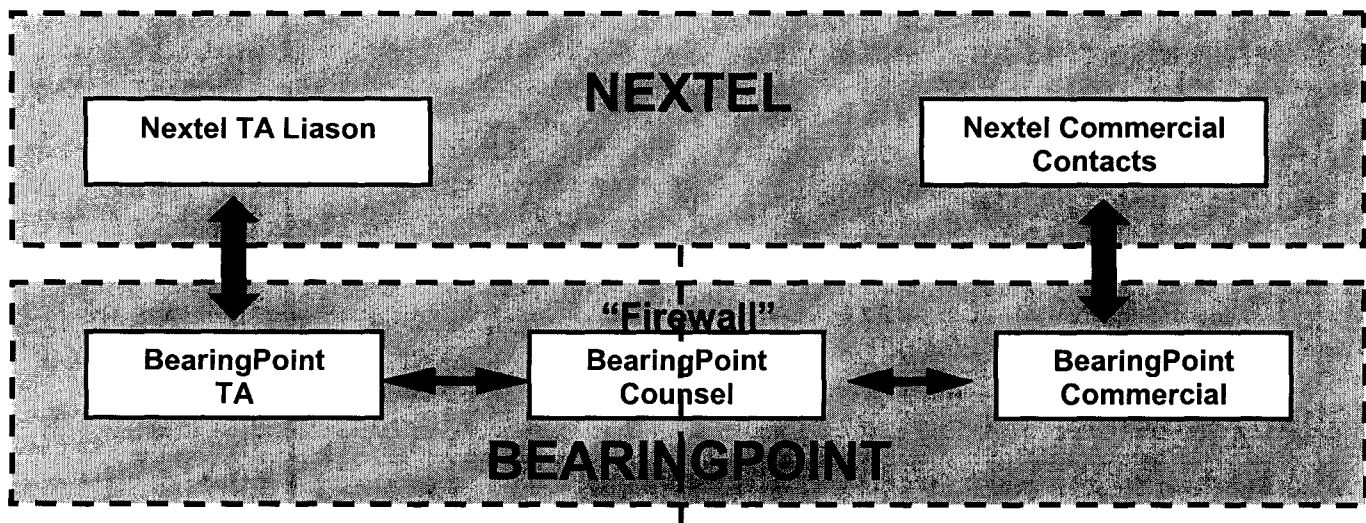 NEXTEL
Nextel TA Liason
Nextel Commercial
Contacts
“Firewall”
BearingPoint
TA
BearingPoint
Counsel
BearingPoint
Commercial
BEARINGPOINT